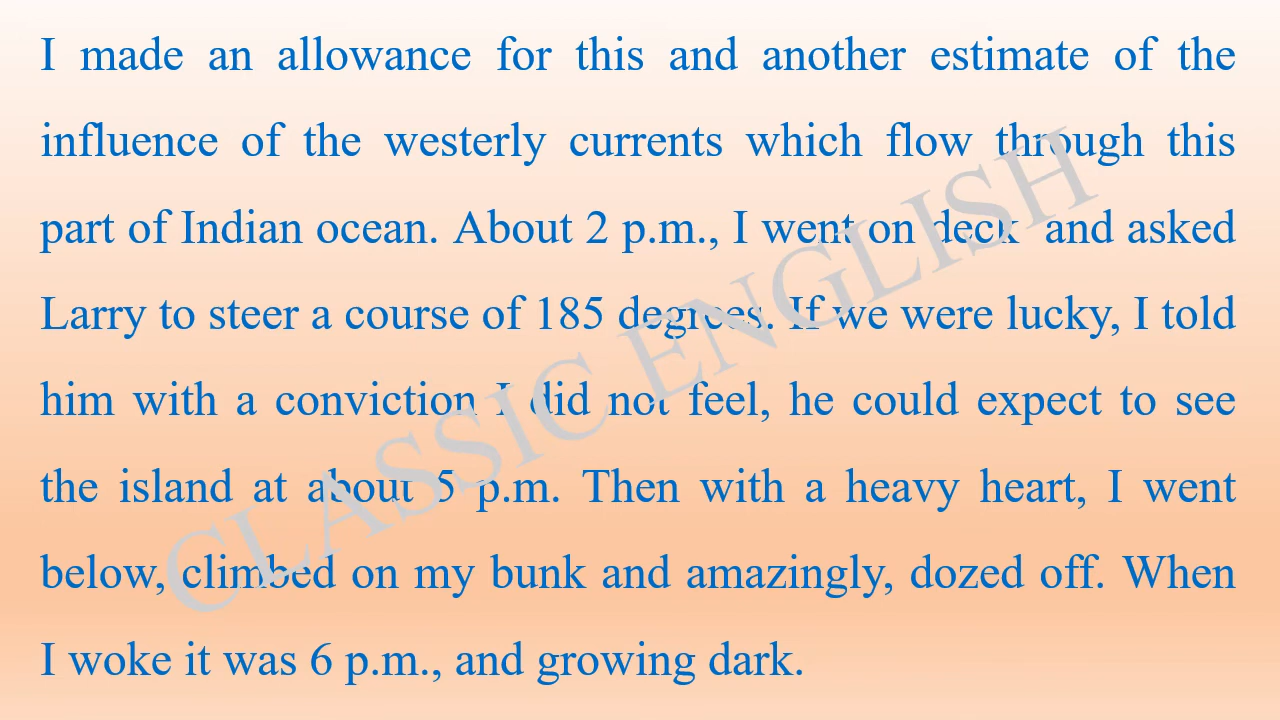 I made an allowance for this and another estimate of the
influence of the westerly currents which flow through this
part of Indian ocean. About 2 p.m., I went on deck and asked
Larry to steer a course of 185 degrees. If we were lucky, I told
him with a conviction I did not feel, he could expect to see
the island at about 5 p.m. Then with a heavy heart, I went
below, climbed on my bunk and amazingly, dozed off. When
I woke it was 6 p.m., and growing dark.
CLASSIC ENGLISH